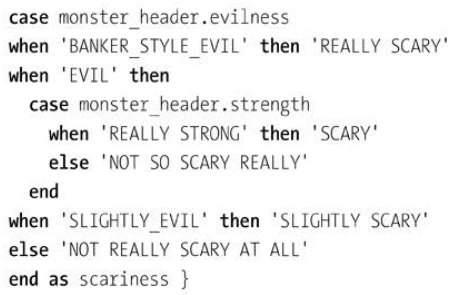 case monster_header.evilness
when 'BANKER_STYLE_EVIL' then 'REALLY SCARY'
when 'EVIL' then
case monster_header.strength
when 'REALLY STRONG' then 'SCARY'
else 'NOT SO SCARY REALLY'
end
when 'SLIGHTLY_EVIL' then 'SLIGHTLY SCARY'
else 'NOT REALLY SCARY AT ALL'
end as scariness }